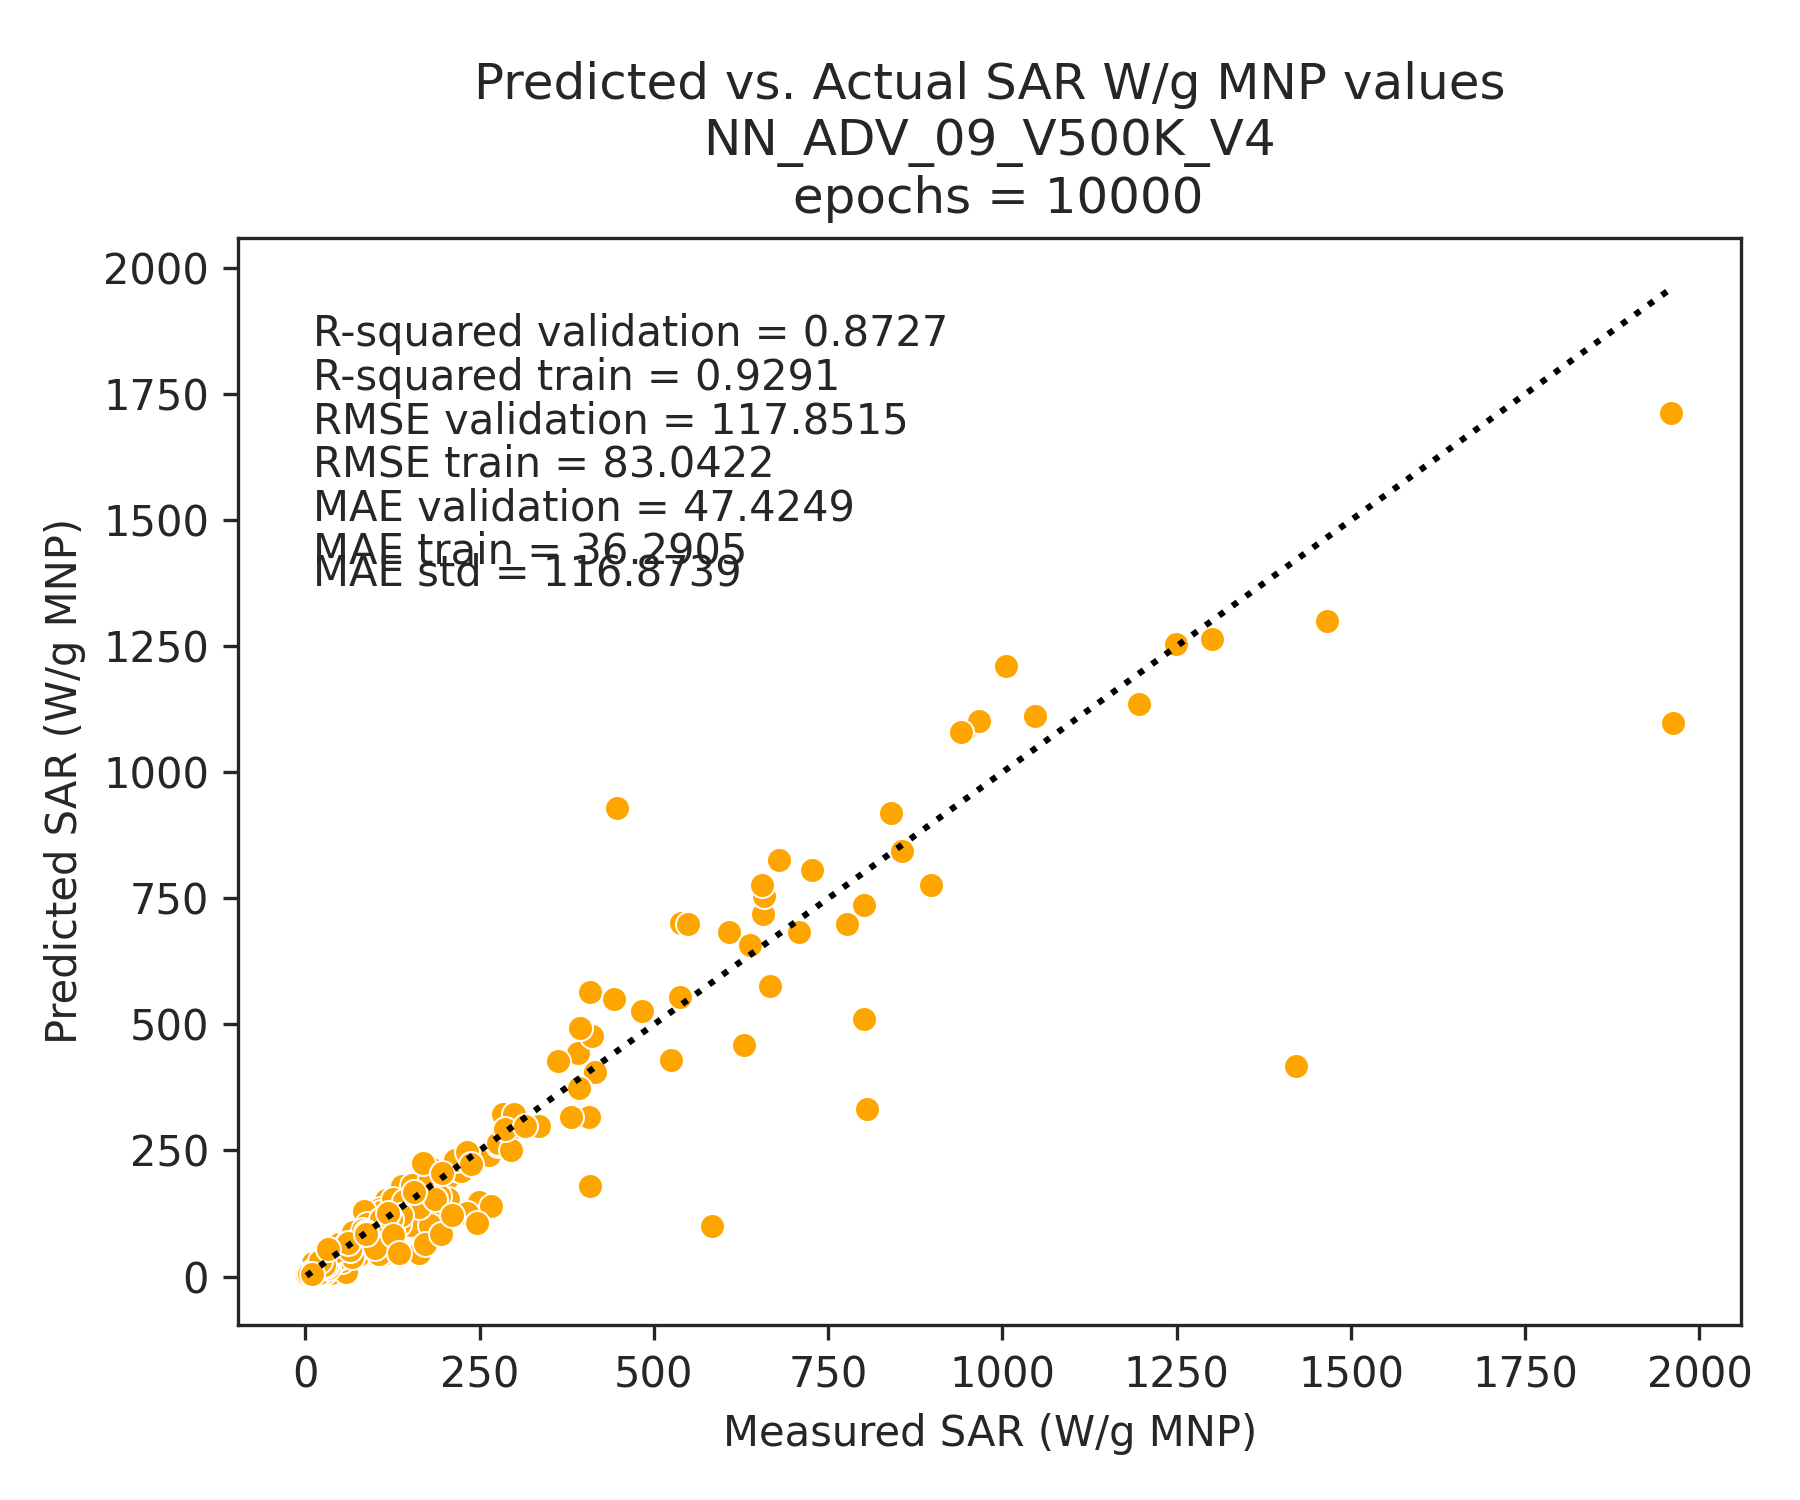 Predicted vs. Actual SAR W/g MNP values
NN_ADV_09_V500K_V4
epochs = 10000
R-squared validation = 0.8727
R-squared train = 0.9291
RMSE validation = 117.8515
RMSE train = 83.0422
MAE validation = 47.4249
MAE train = 36.2905
MAE std = 116.8739
Predicted SAR (W/g MNP)
2000
1750
1500
1250
1000
750
500
250
0
0 250 500 750 1000 1250 1500 1750 2000
Measured SAR (W/g MNP)